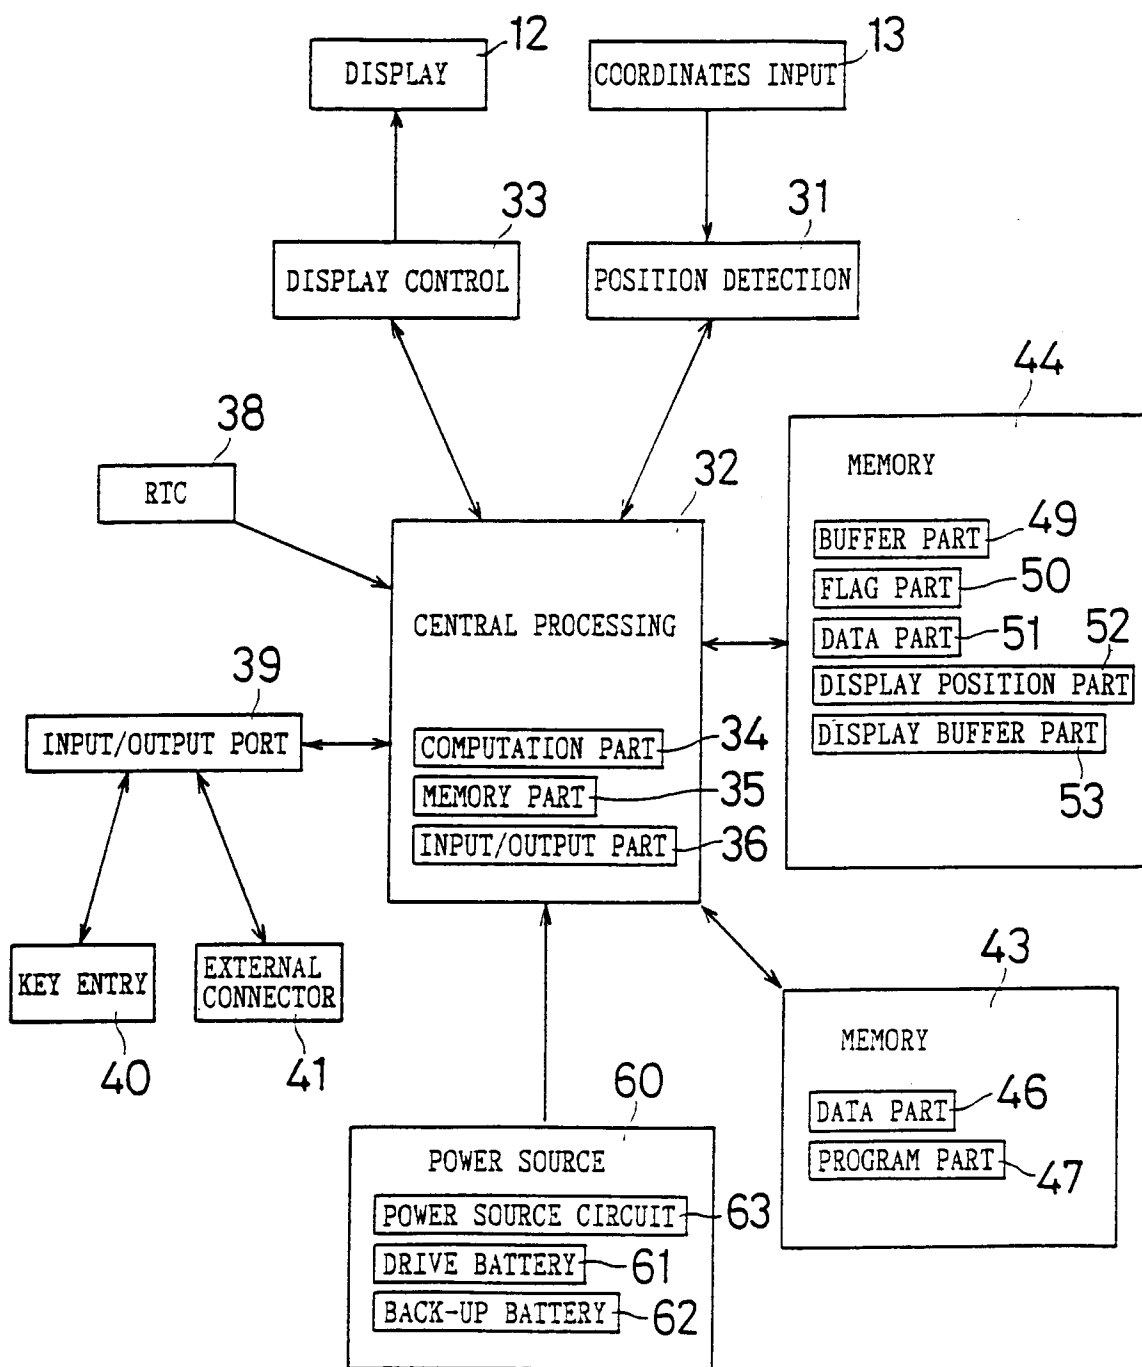 12
13
DISPLAY
COORDINATES INPUT
33
31
DISPLAY CONTROL
POSITION DETECTION
44
38
RTC
32
MEMORY
BUFFER PART
49
FLAG PART
50
DATA PART
51
52
DISPLAY POSITION PART
DISPLAY BUFFER PART
53
CENTRAL PROCESSING
39
INPUT/OUTPUT PORT
COMPUTATION PART
34
MEMORY PART
35
INPUT/OUTPUT PART
36
KEY ENTRY
EXTERNAL
CONNECTOR
40
41
43
MEMORY
DATA PART
46
PROGRAM PART
47
60
POWER SOURCE
POWER SOURCE CIRCUIT
63
DRIVE BATTERY
61
BACK-UP BATTERY
62